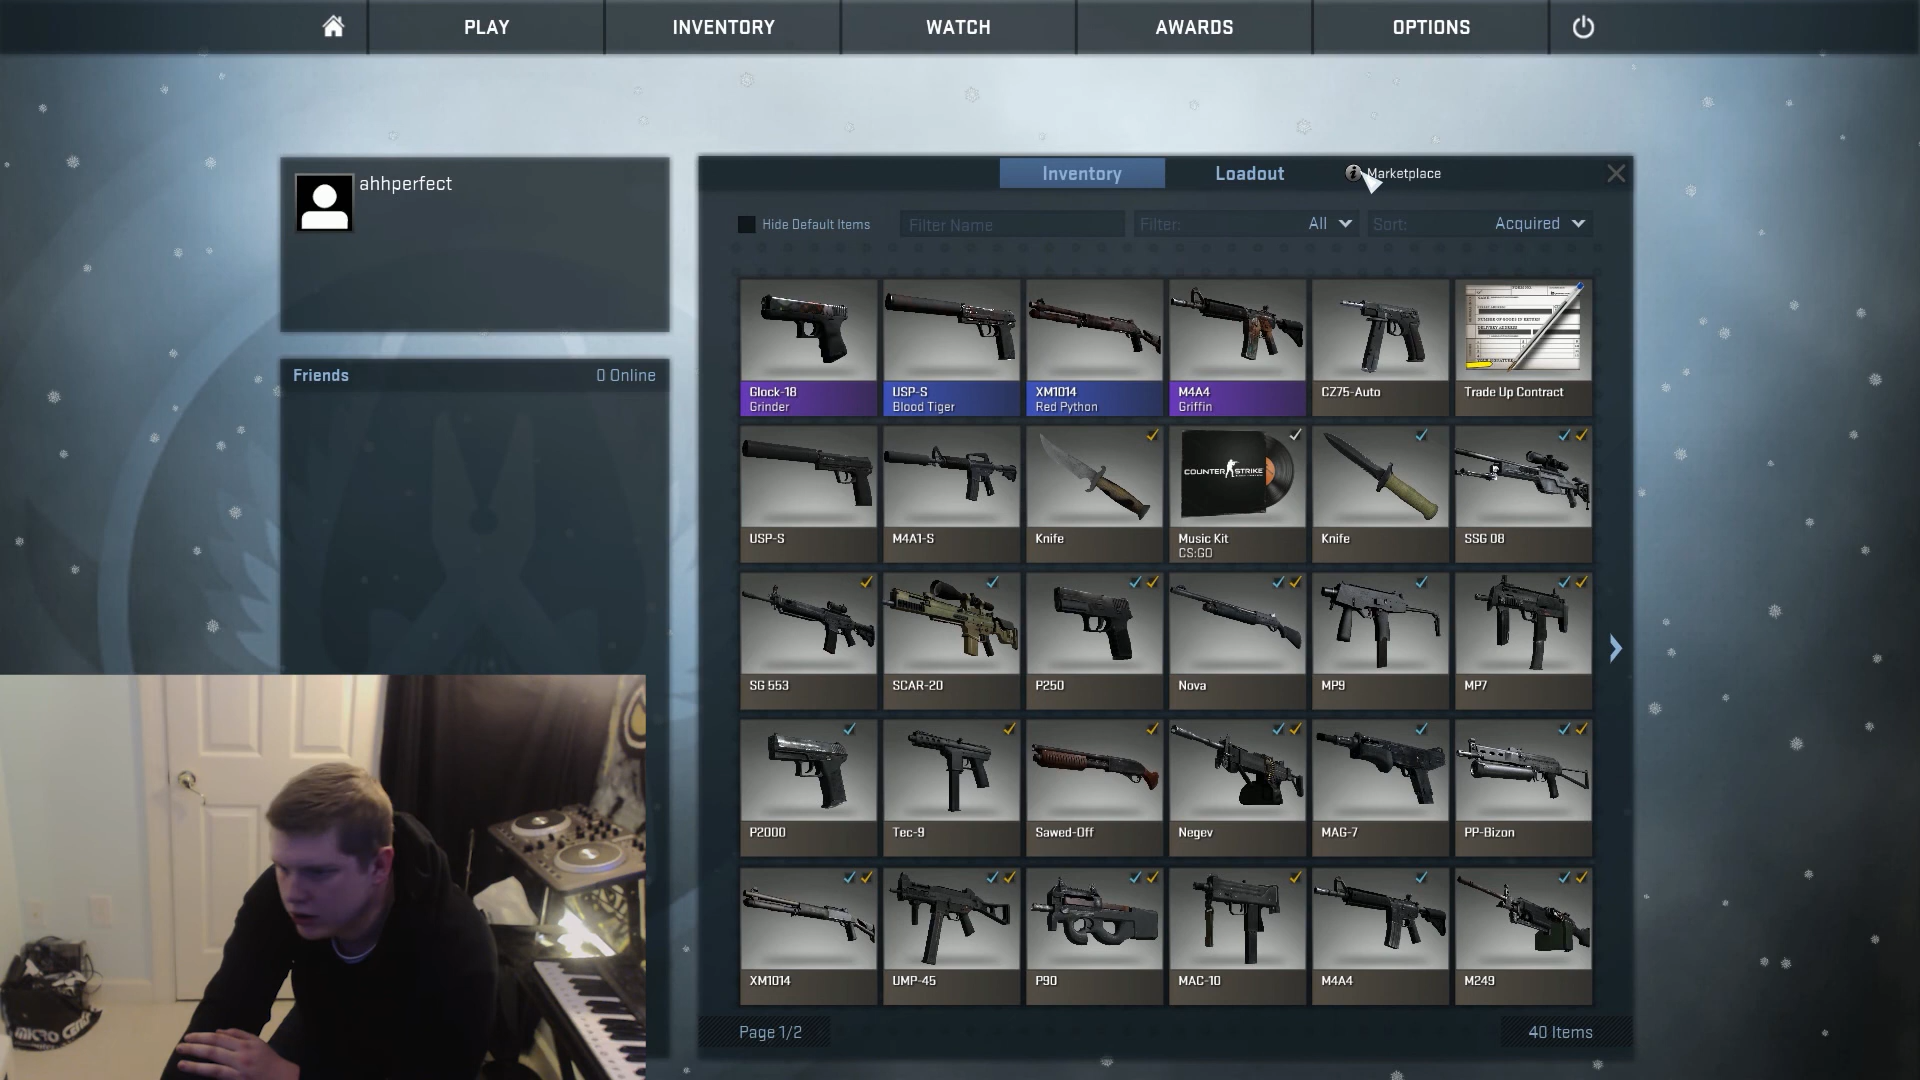 PLAY
INVENTORY
WATCH
AWARDS
OPTIONS
ahhperfect
Friends
0 Online
Inventory
Loadout
Marketplace
Hide Default Items
Filter Name
Filter:
All
Sort:
Acquired
Glock-18
Grinder
USP-S
Blood Tiger
XM1014
Red Python
M4A4
Griffin
CZ75-Auto
Trade Up Contract
USP-S
M4A1-S
Knife
COUNTER STRIKE
Music Kit
CS:GO
Knife
SSG 08
SG 553
SCAR-20
P250
Nova
MP9
MP7
P2000
Tec-9
Sawed-Off
Negev
MAG-7
PP-Bizon
XM1014
UMP-45
P90
MAC-10
M4A4
M249
Page 1/2
40 Items
MICRO